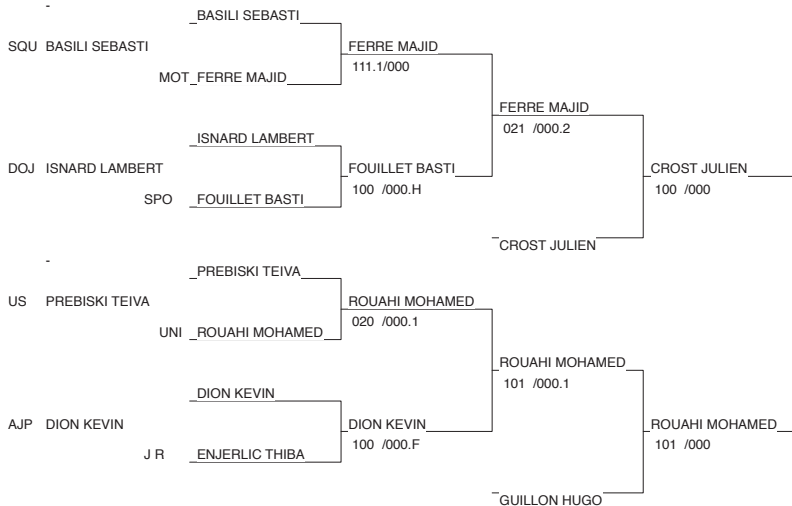 -
BASILI SEBASTI
SQU BASILI SEBASTI
FERRE MAJID
111.1/000
MOT FERRE MAJID
FERRE MAJID
021 /000.2
ISNARD LAMBERT
DOJ ISNARD LAMBERT
FOUILLET BASTI
100 /000.H
CROST JULIEN
100 /000
SPO FOUILLET BASTI
CROST JULIEN
-
PREBISKI TEIVA
US PREBISKI TEIVA
ROUAHI MOHAMED
020 /000.1
UNI ROUAHI MOHAMED
ROUAHI MOHAMED
101 /000.1
DION KEVIN
AJP DION KEVIN
DION KEVIN
100 /000.F
ROUAHI MOHAMED
101 /000
J R ENJERLIC THIBA
GUILLON HUGO